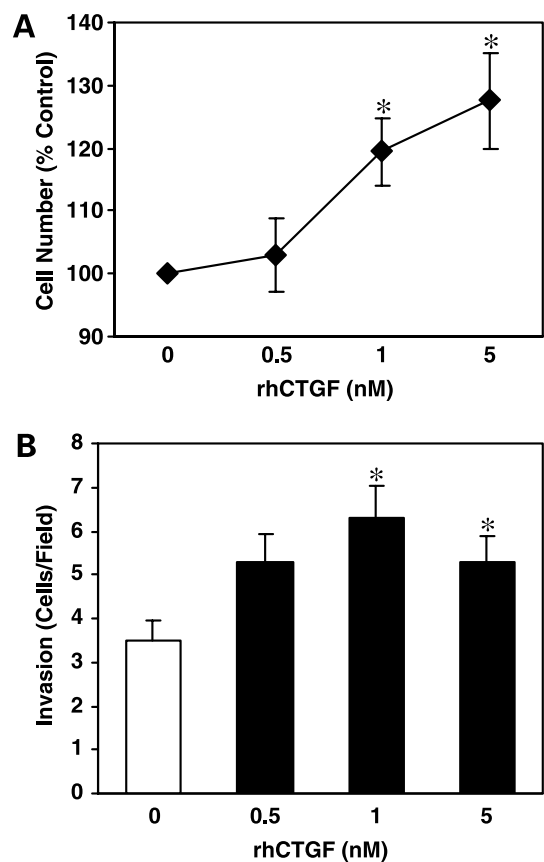 A
Cell Number (% Control)
140
130
120
110
100
90
*
*
0 0.5 1 5
rhCTGF (nM)
B
Invasion (Cells/Field)
8
7
6
5
4
3
2
1
0
*
*
0 0.5 1 5
rhCTGF (nM)